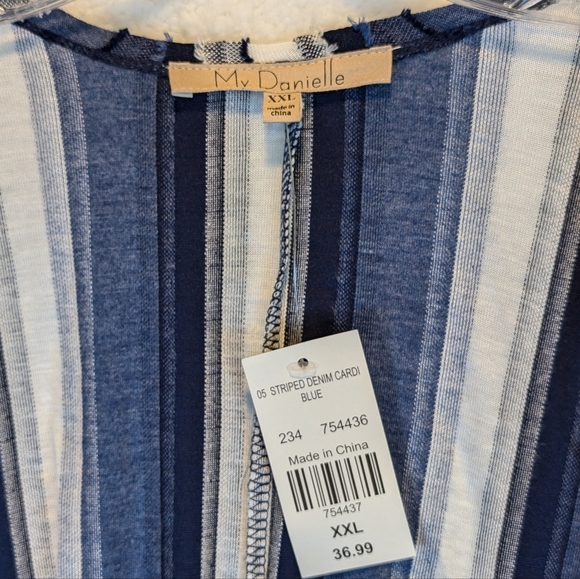 My Danielle
XXL
made in
china
05 STRIPED DENIM CARDI
BLUE
234 754436
Made in China
754437
XXL
36.99